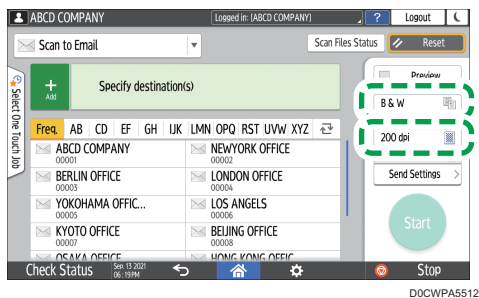 ABCD COMPANY
Logged in: [ABCD COMPANY]
?
Logout
Scan to Email
Scan Files Status
Reset
Select One Touch Job
+
Add
Specify destination(s)
Preview
B & W
200 dpi
Send Settings >
Start
Freq. AB CD EF GH IJK LMN OPQ RST UVW XYZ
ABCD COMPANY
00001
NEWYORK OFFICE
00002
BERLIN OFFICE
00003
LONDON OFFICE
00004
YOKOHAMA OFFIC...
00005
LOS ANGELS
00006
KYOTO OFFICE
00007
BEIJING OFFICE
00008
OSAKA OFFICE
HONG KONG OFFIC
Check Status
Sep. 13 2021
06 : 19 PM
Stop
D0CWPA5512